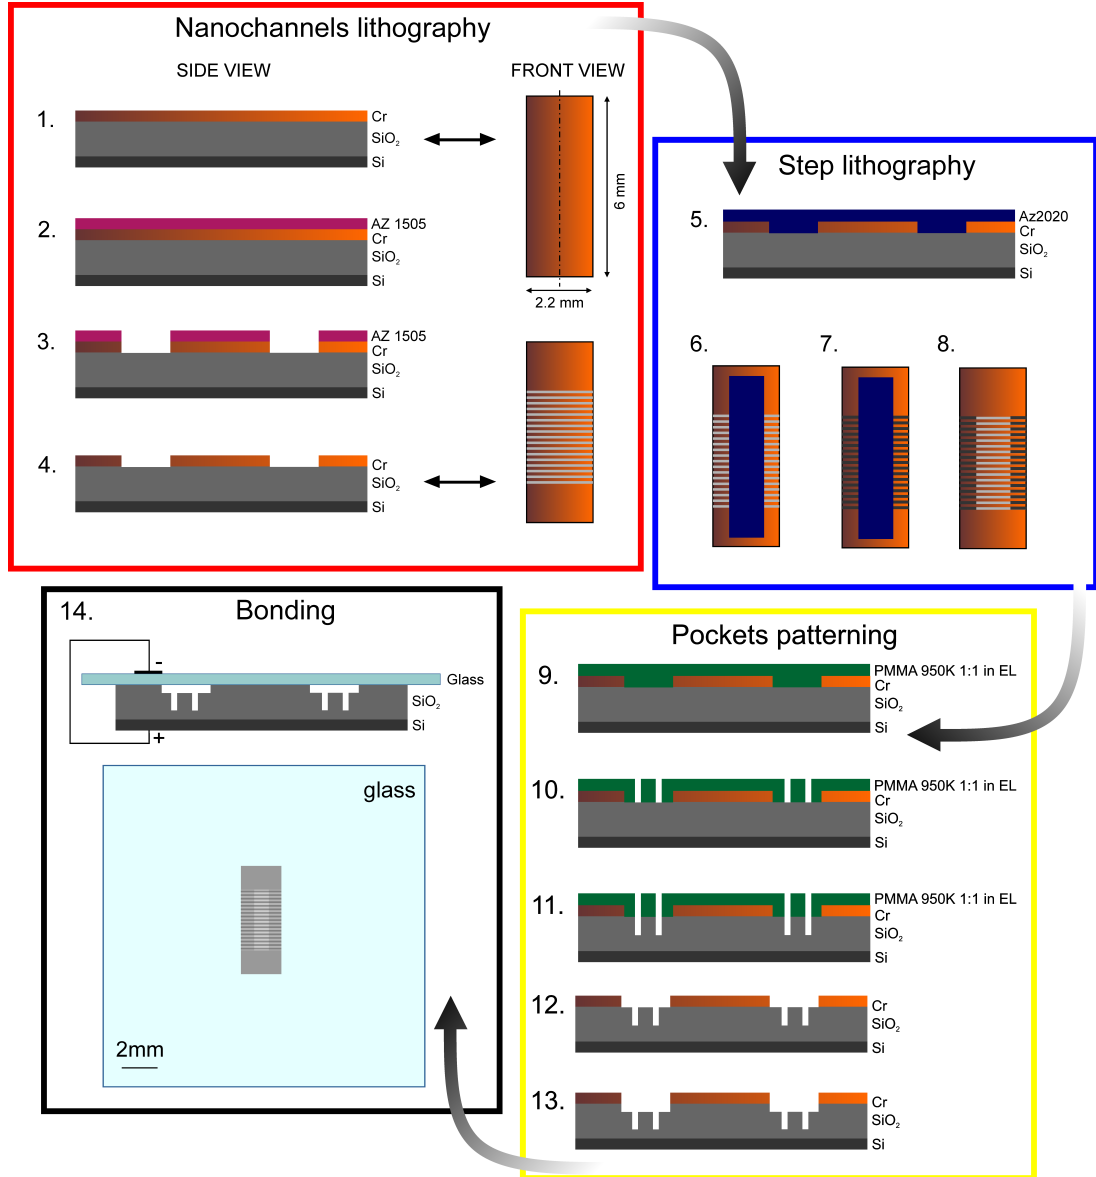 Nanochannels lithography
SIDE VIEW
FRONT VIEW
1.
Cr
SiO₂
Si
6 mm
2.2 mm
2.
AZ 1505
Cr
SiO₂
Si
3.
AZ 1505
Cr
SiO₂
Si
4.
Cr
SiO₂
Si
Step lithography
5.
Az2020
Cr
SiO₂
Si
6.
7.
8.
Pockets patterning
9.
PMMA 950K 1:1 in EL
Cr
SiO₂
Si
10.
PMMA 950K 1:1 in EL
Cr
SiO₂
Si
11.
PMMA 950K 1:1 in EL
Cr
SiO₂
Si
12.
Cr
SiO₂
Si
13.
Cr
SiO₂
Si
14.
Bonding
-
Glass
SiO₂
Si
+
glass
2mm